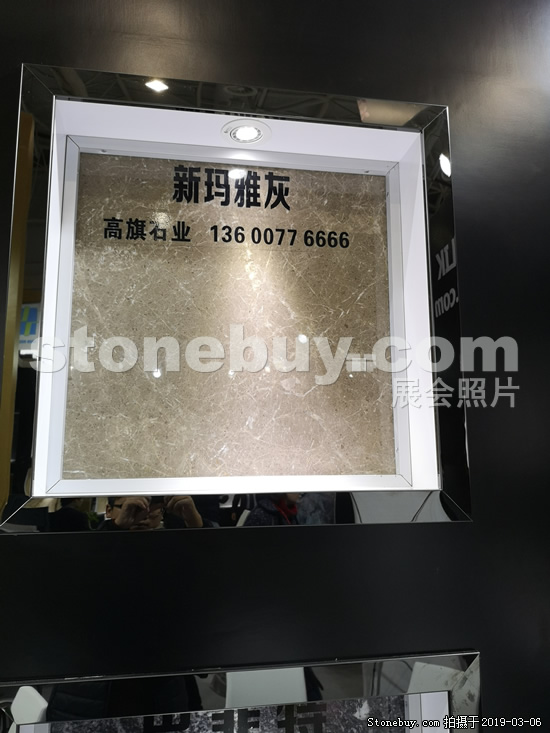 新玛雅灰
高旗石业 136 0077 6666
stonebuy.com
展会照片
Stonebuy.com 拍摄于2019-03-06